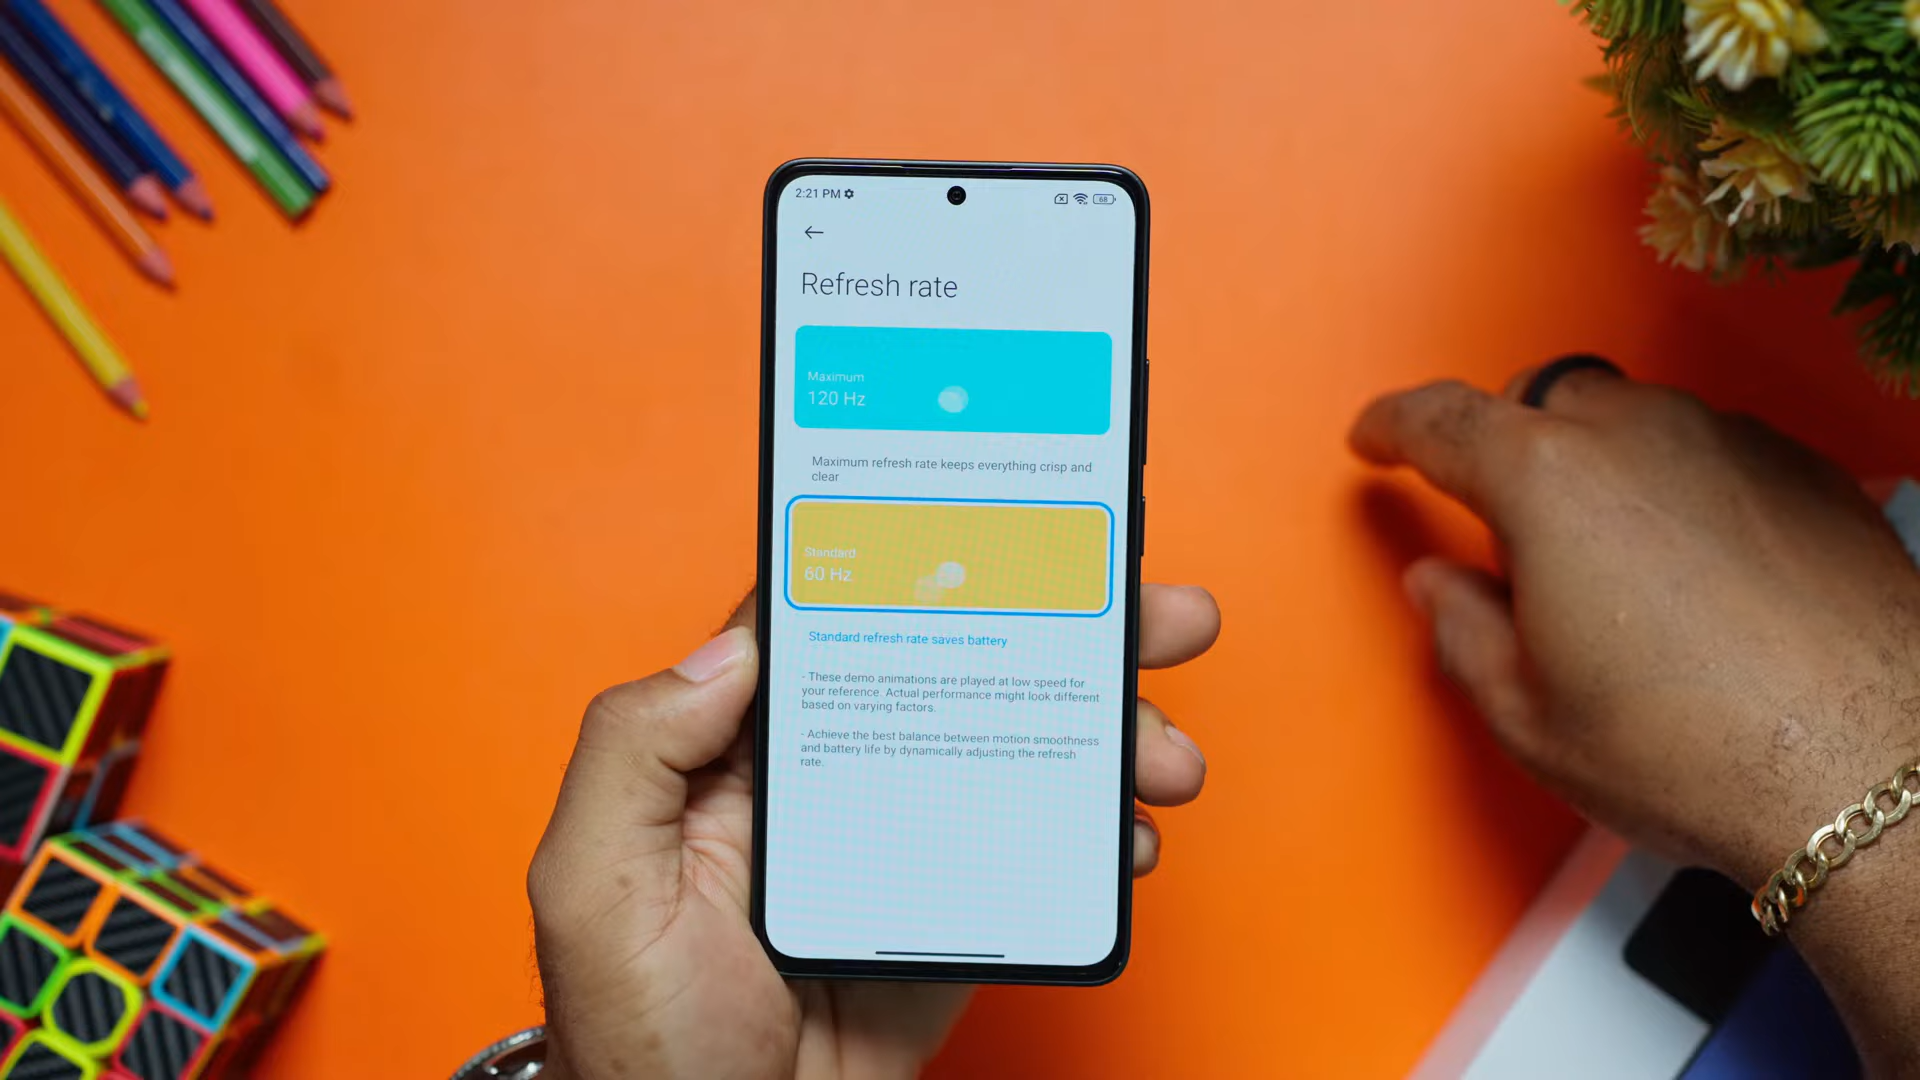 2:21 PM
68
Refresh rate
Maximum
120 Hz
Maximum refresh rate keeps everything crisp and
clear
Standard
60 Hz
Standard refresh rate saves battery
- These demo animations are played at low speed for
your reference. Actual performance might look different
based on varying factors.
- Achieve the best balance between motion smoothness
and battery life by dynamically adjusting the refresh
rate.